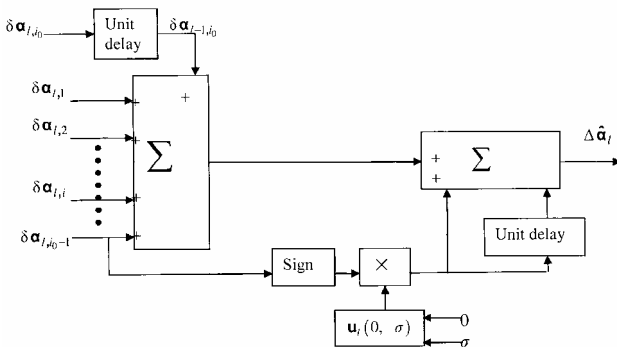 δα_{l,i_0}
Unit
delay
δα_{l-1,i_0}
δα_{l,1}
+
+
δα_{l,2}
+
∑
+
+
∑
Δα̂_l
δα_{l,i}
+
δα_{l,i_0-1}
+
Unit delay
Sign
×
u_i(0, σ)
0
σ